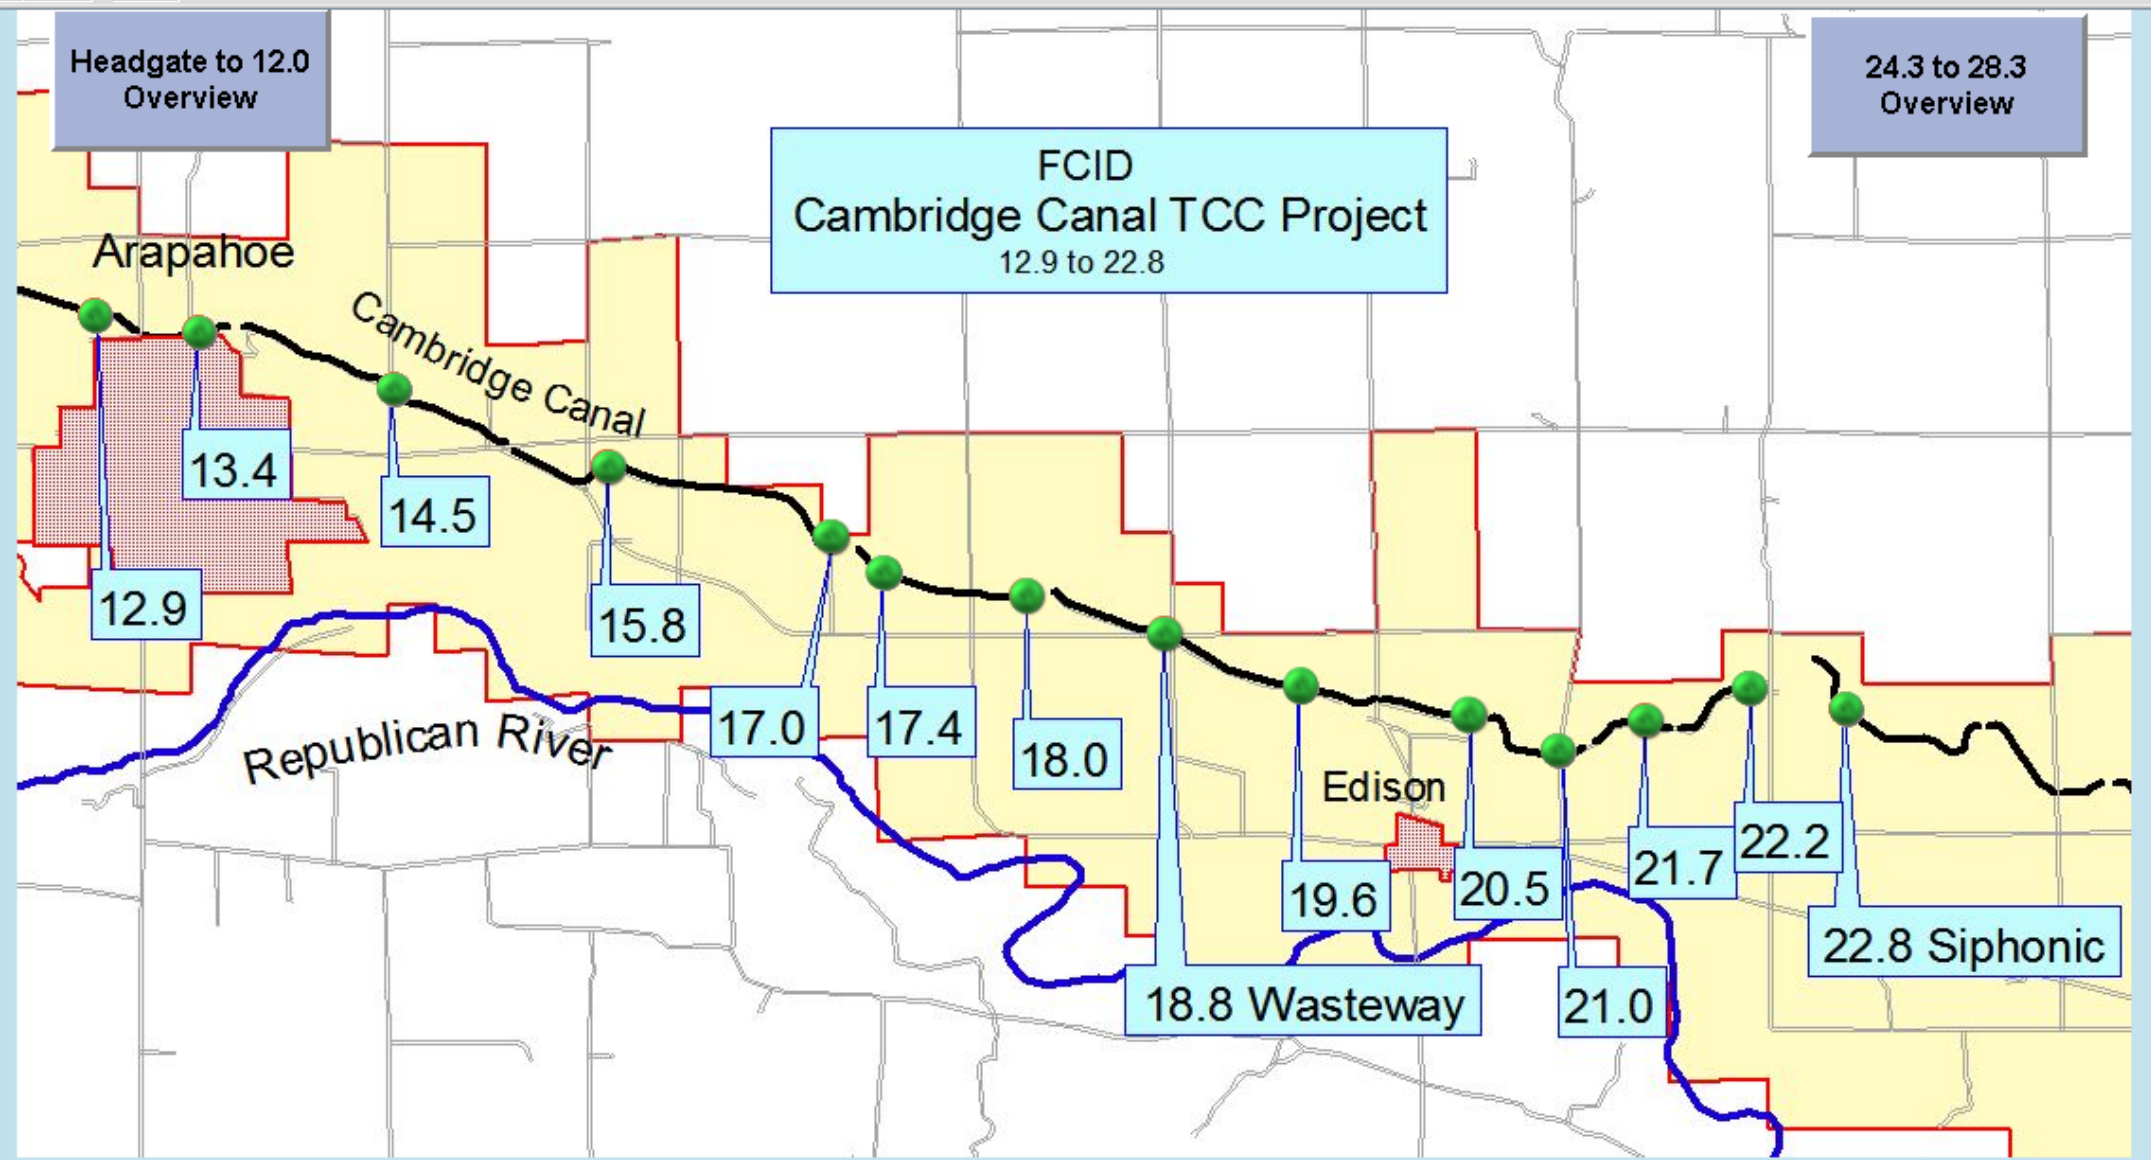 Headgate to 12.0
Overview
24.3 to 28.3
Overview
FCID
Cambridge Canal TCC Project
12.9 to 22.8
Arapahoe
Cambridge Canal
13.4
14.5
12.9
15.8
17.0
17.4
18.0
Republican River
Edison
19.6
20.5
21.7
22.2
22.8 Siphonic
18.8 Wasteway
21.0